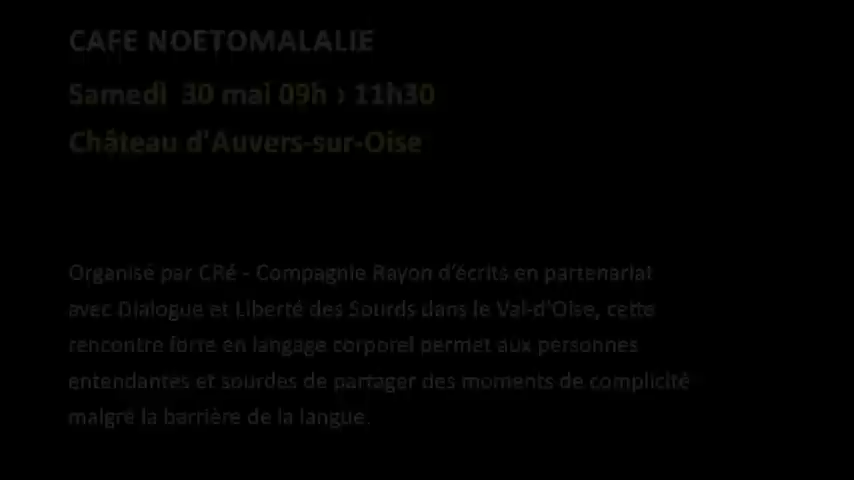 CAFE NOETOMALALIE
Samedi 30 mai 09h › 11h30
Château d'Auvers-sur-Oise
Organisé par CRé - Compagnie Rayon d'écrits en partenariat
avec Dialogue et Liberté des Sourds dans le Val-d'Oise, cette
rencontre forte en langage corporel permet aux personnes
entendantes et sourdes de partager des moments de complicité
malgré la barrière de la langue.